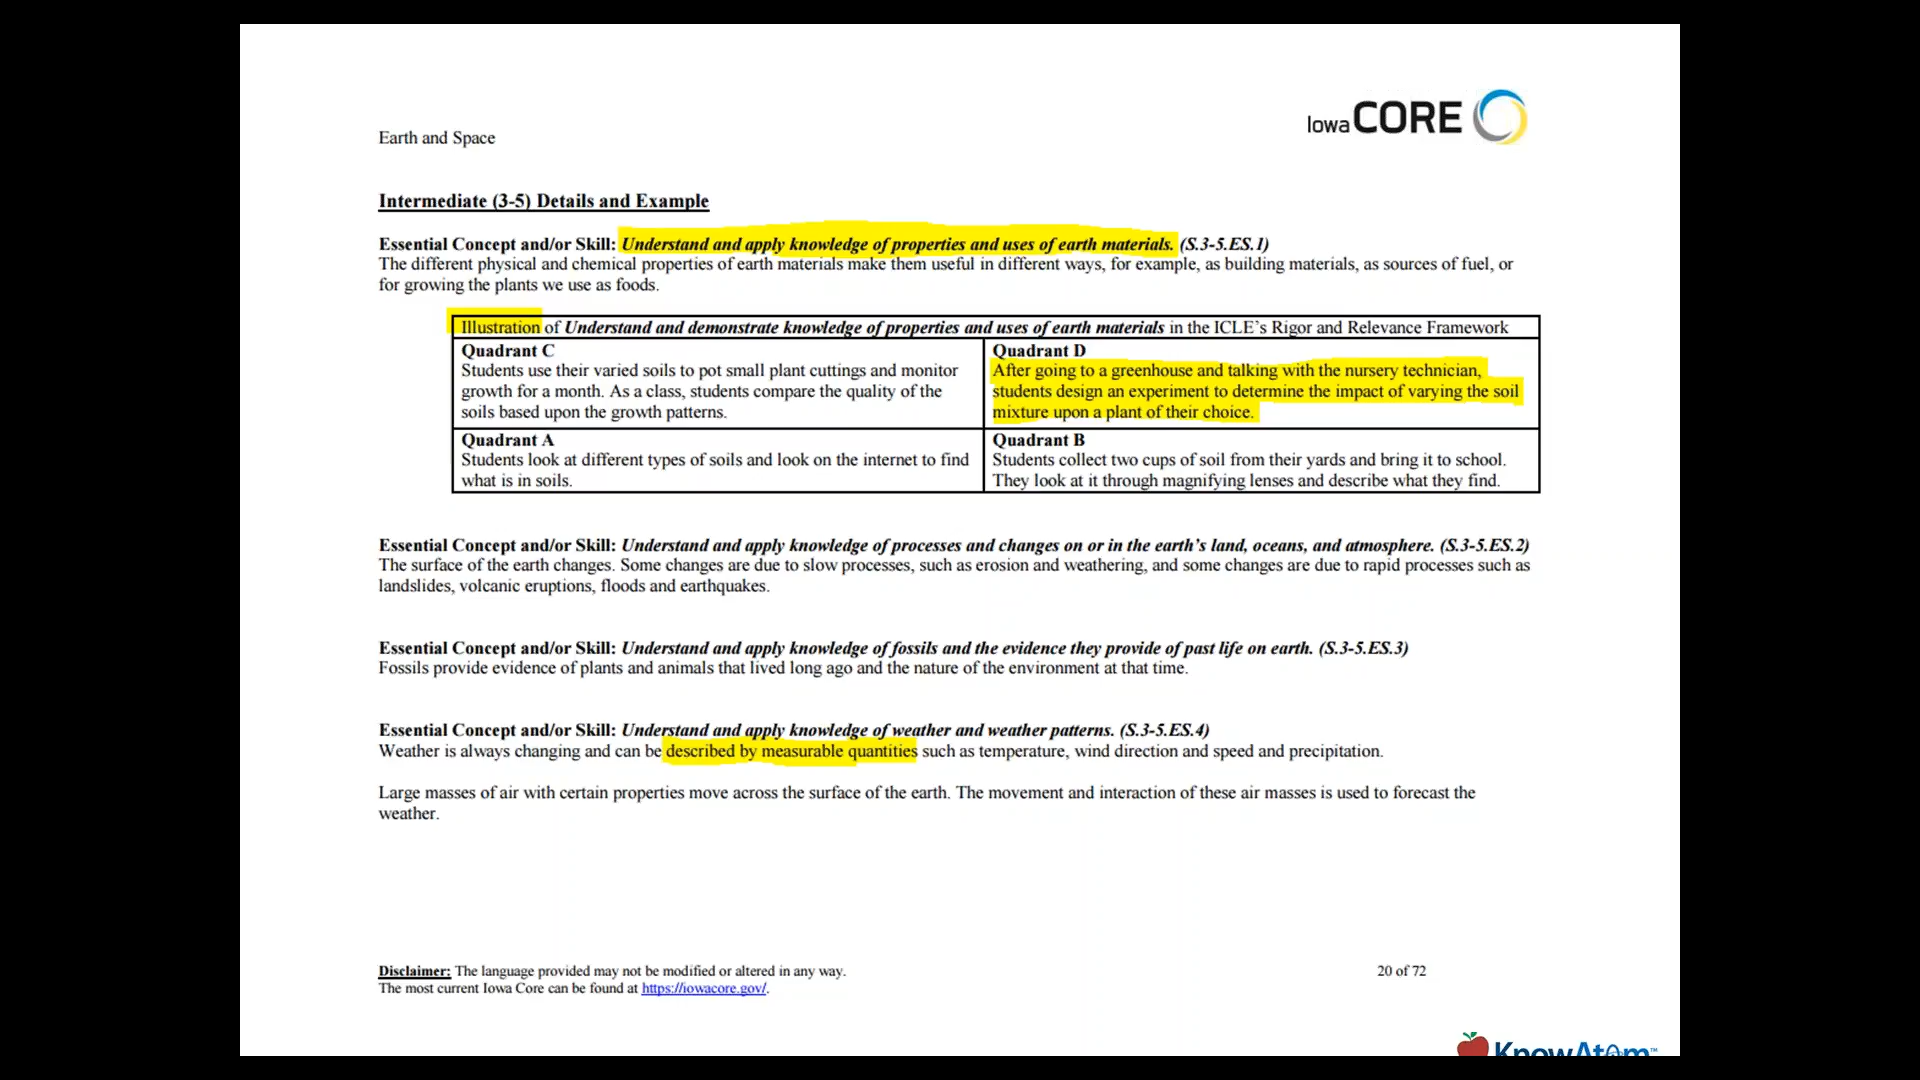 Iowa CORE
Earth and Space
Intermediate (3-5) Details and Example
Essential Concept and/or Skill: Understand and apply knowledge of properties and uses of earth materials. (S.3-5.ES.1)
The different physical and chemical properties of earth materials make them useful in different ways, for example, as building materials, as sources of fuel, or
for growing the plants we use as foods.
Illustration of Understand and demonstrate knowledge of properties and uses of earth materials in the ICLE's Rigor and Relevance Framework
Quadrant C
Students use their varied soils to pot small plant cuttings and monitor
growth for a month. As a class, students compare the quality of the
soils based upon the growth patterns.
Quadrant D
After going to a greenhouse and talking with the nursery technician,
students design an experiment to determine the impact of varying the soil
mixture upon a plant of their choice.
Quadrant A
Students look at different types of soils and look on the internet to find
what is in soils.
Quadrant B
Students collect two cups of soil from their yards and bring it to school.
They look at it through magnifying lenses and describe what they find.
Essential Concept and/or Skill: Understand and apply knowledge of processes and changes on or in the earth's land, oceans, and atmosphere. (S.3-5.ES.2)
The surface of the earth changes. Some changes are due to slow processes, such as erosion and weathering, and some changes are due to rapid processes such as
landslides, volcanic eruptions, floods and earthquakes.
Essential Concept and/or Skill: Understand and apply knowledge of fossils and the evidence they provide of past life on earth. (S.3-5.ES.3)
Fossils provide evidence of plants and animals that lived long ago and the nature of the environment at that time.
Essential Concept and/or Skill: Understand and apply knowledge of weather and weather patterns. (S.3-5.ES.4)
Weather is always changing and can be described by measurable quantities such as temperature, wind direction and speed and precipitation.
Large masses of air with certain properties move across the surface of the earth. The movement and interaction of these air masses is used to forecast the
weather.
Disclaimer: The language provided may not be modified or altered in any way.
The most current Iowa Core can be found at https://iowacore.gov/.
20 of 72
KnowAtom™